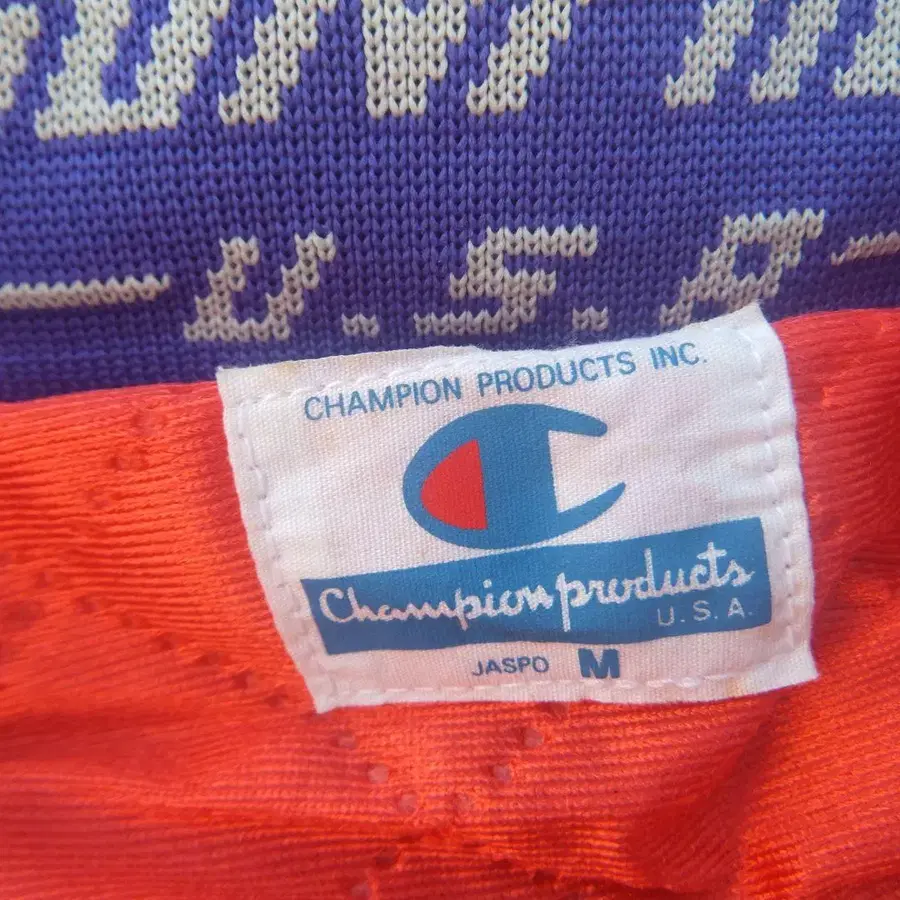 U.S.A
CHAMPION PRODUCTS INC.
Champion products
U.S.A.
JASPO M